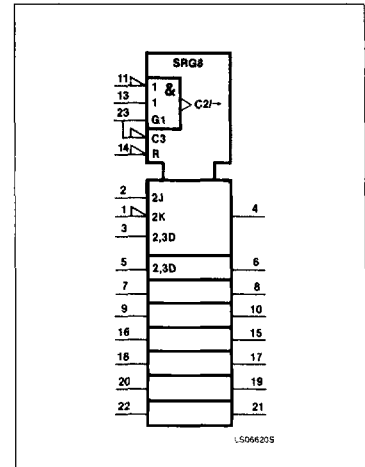 SRG8
11 1 &
13 1 C2/→
23 G1
C3
14 R
2 2J
1 2K 4
3 2,3D
5 2,3D 6
7 8
9 10
16 15
18 17
20 19
22 21
LS06620S